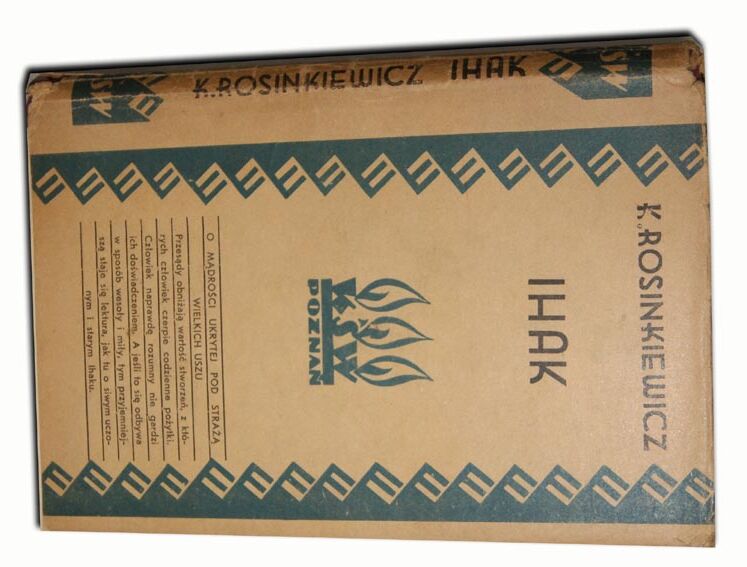 K. ROSINKIEWICZ IHAK
K. ROSINKIEWICZ
IHAK
KŚW
POZNAŃ
O MĄDROŚCI UKRYTEJ POD STRAŻĄ
WIELKICH USZU
Przesądy obniżają wartość stworzeń, z któ-
rych człowiek czerpie codzienne pożytki.
Człowiek naprawdę rozumny nie gardzi
ich doświadczeniem. A jeśli to się odbywa
w sposób wesoły i miły, tym przyjemniej-
szą staje się lektura, jak tu o siwym uczo-
nym i starym Ihaku.